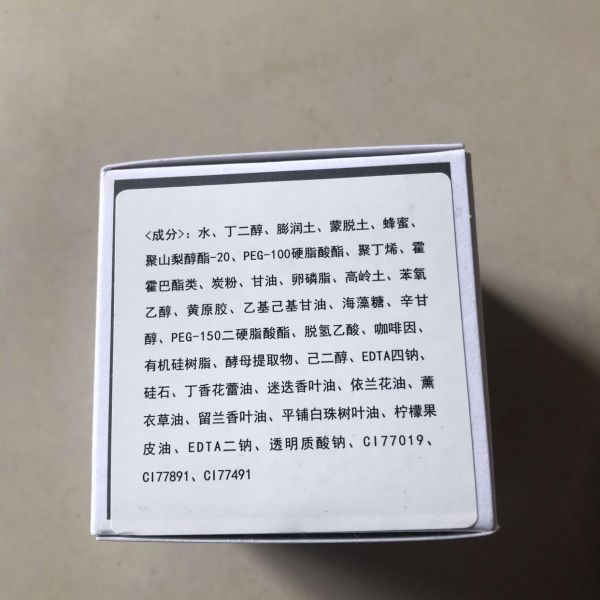 <成分>：水、丁二醇、膨润土、蒙脱土、蜂蜜、
聚山梨醇酯-20、PEG-100硬脂酸酯、聚丁烯、霍
霍巴酯类、炭粉、甘油、卵磷脂、高岭土、苯氧
乙醇、黄原胶、乙基己基甘油、海藻糖、辛甘
醇、PEG-150二硬脂酸酯、脱氢乙酸、咖啡因、
有机硅树脂、酵母提取物、己二醇、EDTA四钠、
硅石、丁香花蕾油、迷迭香叶油、依兰花油、薰
衣草油、留兰香叶油、平铺白珠树叶油、柠檬果
皮油、EDTA二钠、透明质酸钠、CI77019、
CI77891、CI77491